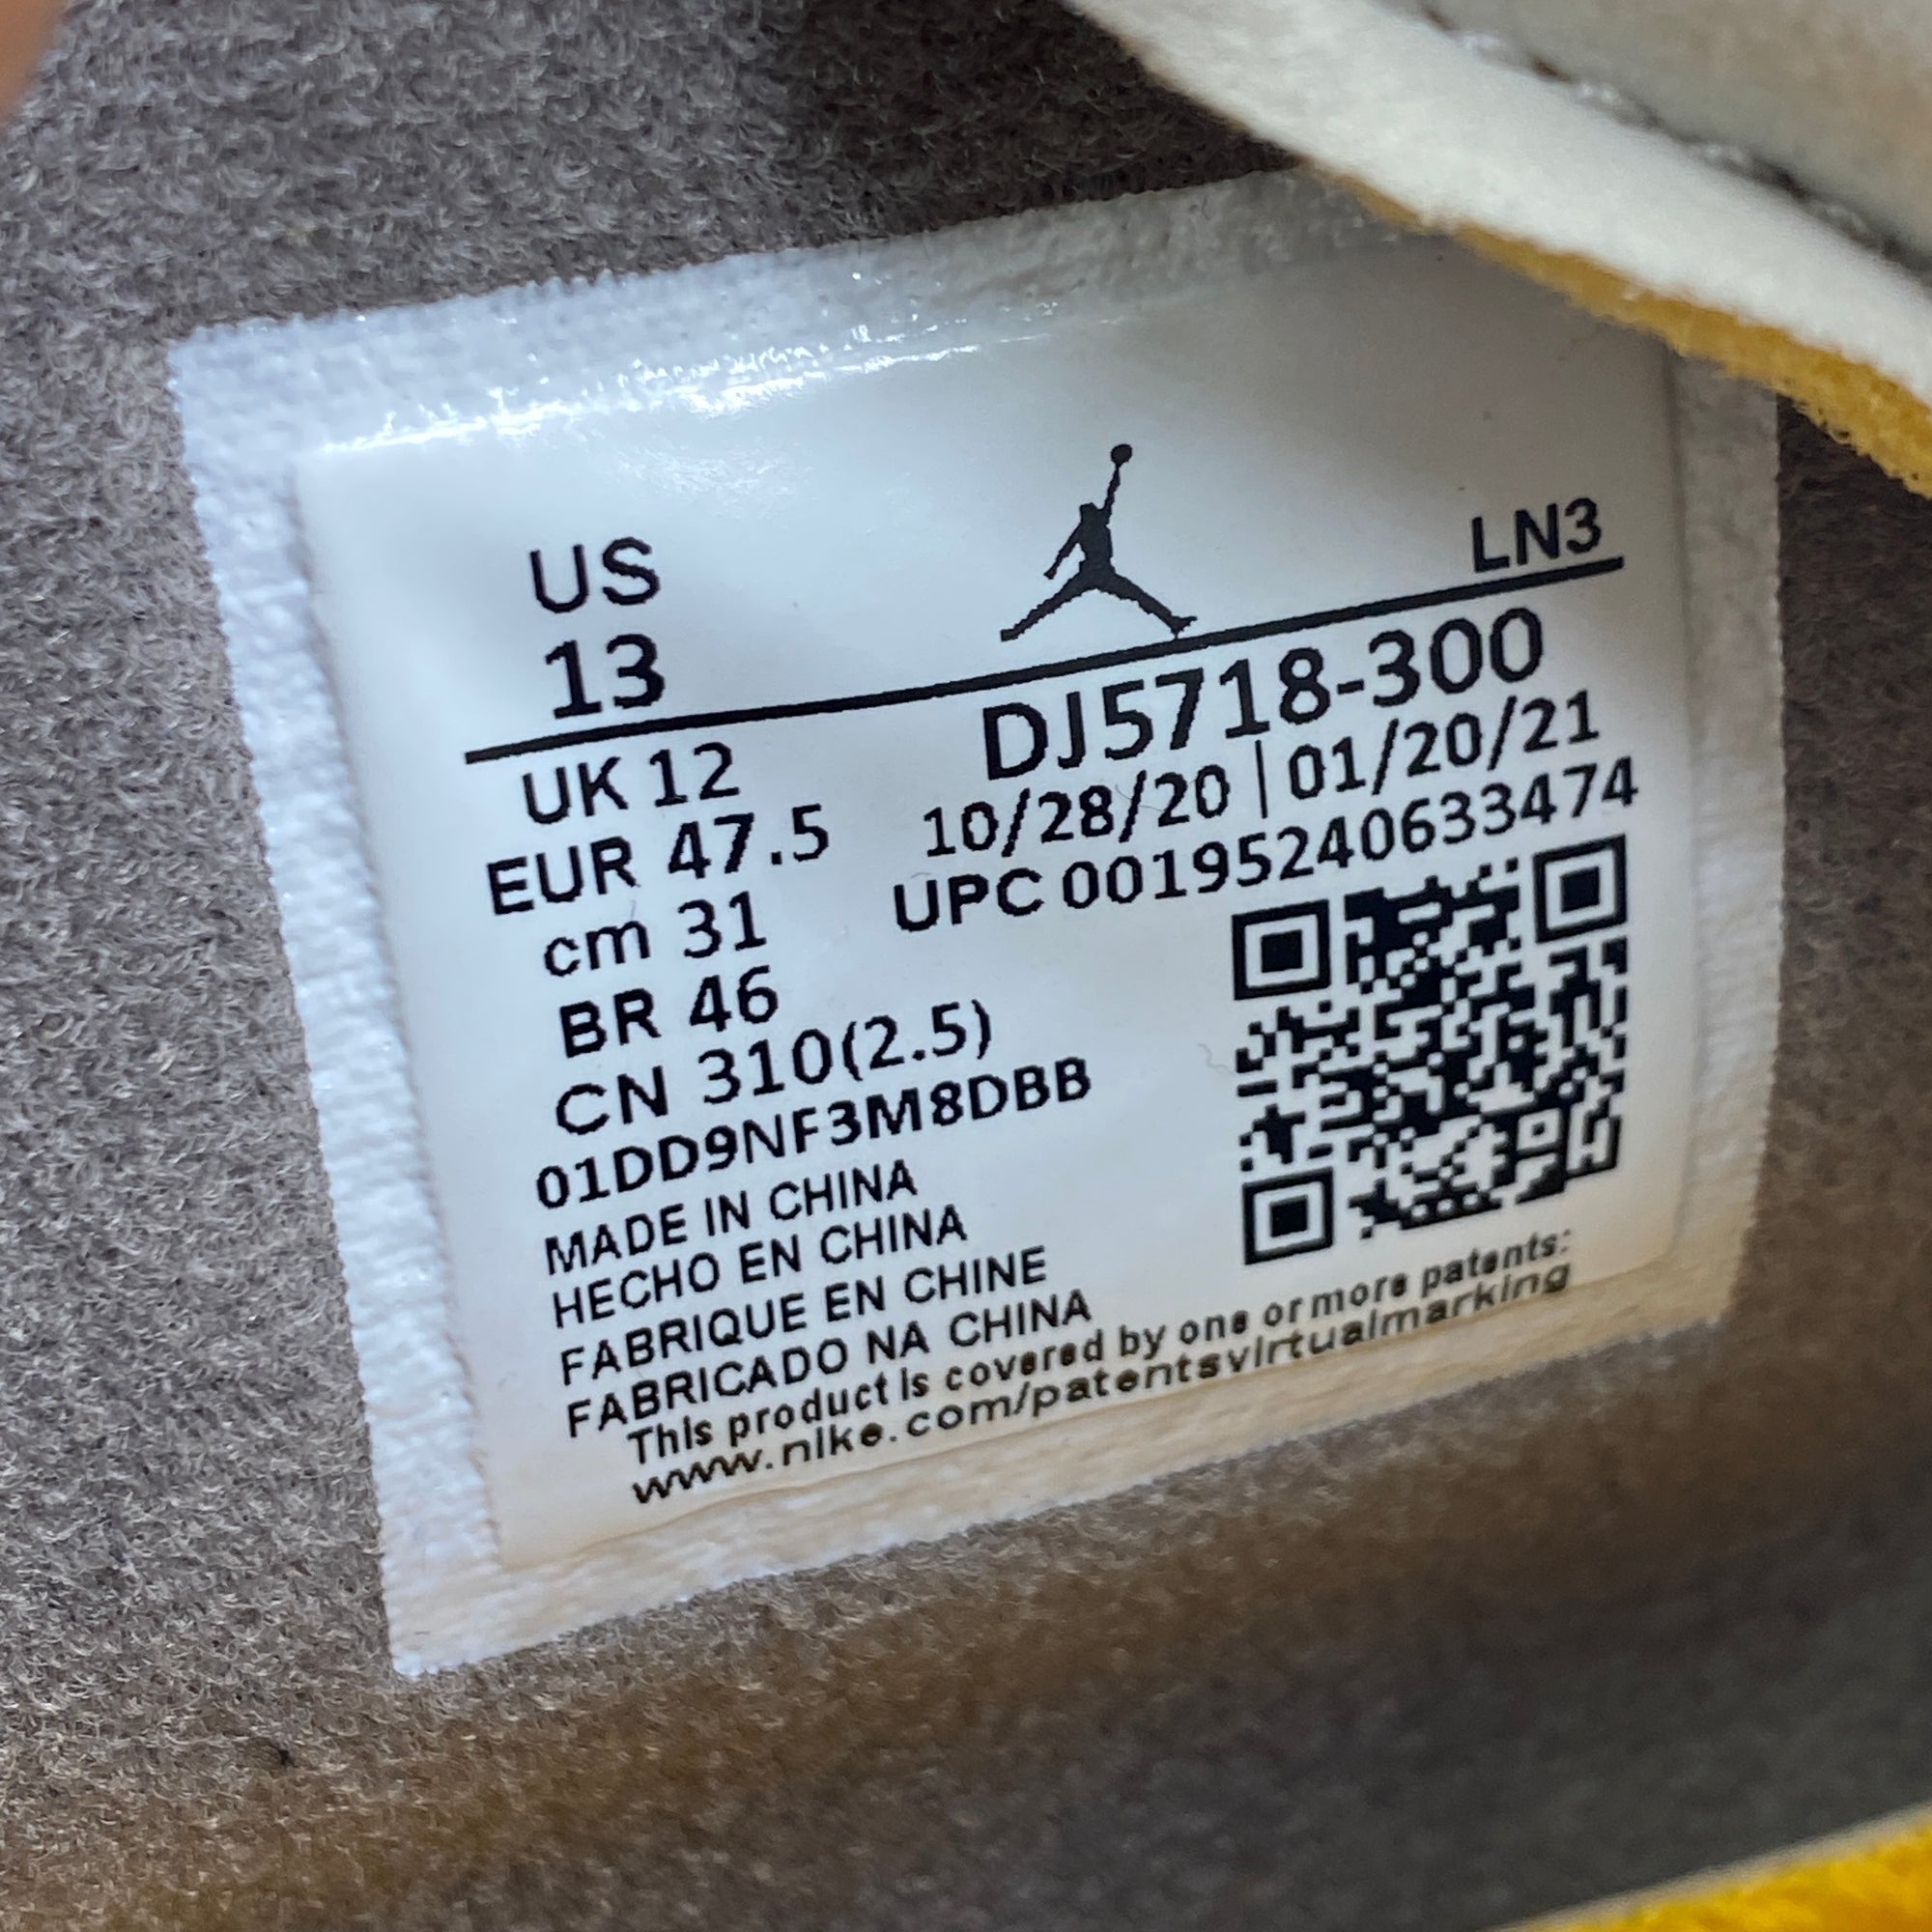 US
13
LN3
DJ5718-300
UK 12
10/28/20 | 01/20/21
EUR 47.5
UPC 00195240633474
cm 31
BR 46
CN 310(2.5)
01DD9NF3M8DBB
MADE IN CHINA
HECHO EN CHINA
FABRIQUE EN CHINE
FABRICADO NA CHINA
This product is covered by one or more patents:
www.nike.com/patentsvirtualmarking